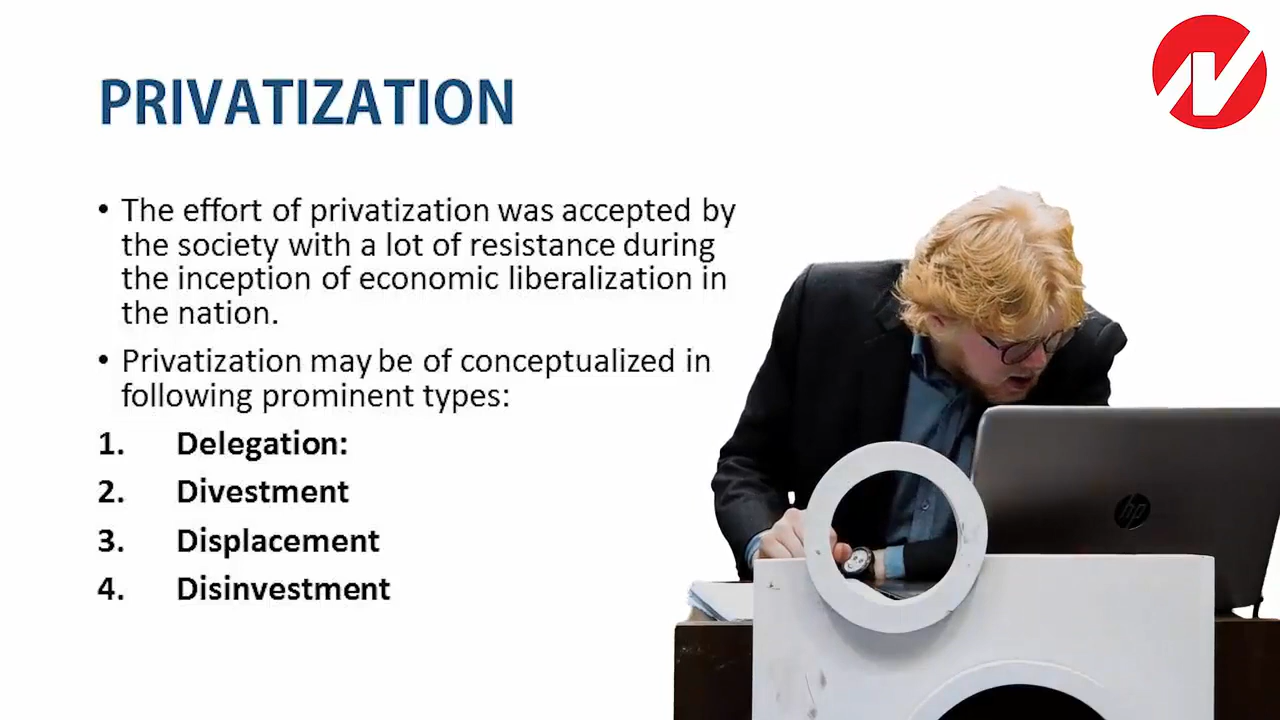 PRIVATIZATION
• The effort of privatization was accepted by
the society with a lot of resistance during
the inception of economic liberalization in
the nation.
• Privatization may be of conceptualized in
following prominent types:
1. Delegation:
2. Divestment
3. Displacement
4. Disinvestment
hp